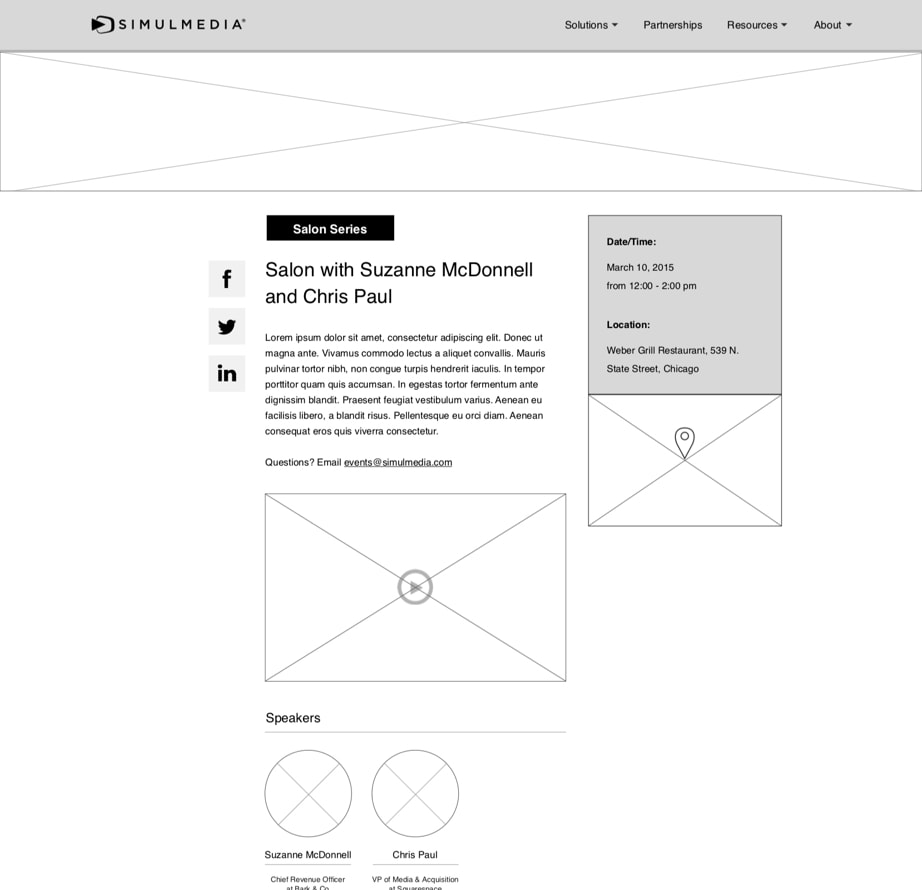 SIMULMEDIA®
Solutions
Partnerships
Resources
About
Salon Series
Salon with Suzanne McDonnell
and Chris Paul
Lorem ipsum dolor sit amet, consectetur adipiscing elit. Donec ut
magna ante. Vivamus commodo lectus a aliquet convallis. Mauris
pulvinar tortor nibh, non congue turpis hendrerit iaculis. In tempor
porttitor quam quis accumsan. In egestas tortor fermentum ante
dignissim blandit. Praesent feugiat vestibulum varius. Aenean eu
facilisis libero, a blandit risus. Pellentesque eu orci diam. Aenean
consequat eros quis viverra consectetur.
Questions? Email events@simulmedia.com
Date/Time:
March 10, 2015
from 12:00 - 2:00 pm
Location:
Weber Grill Restaurant, 539 N.
State Street, Chicago
Speakers
Suzanne McDonnell
Chief Revenue Officer
at Bark & Co
Chris Paul
VP of Media & Acquisition
at Squarespace